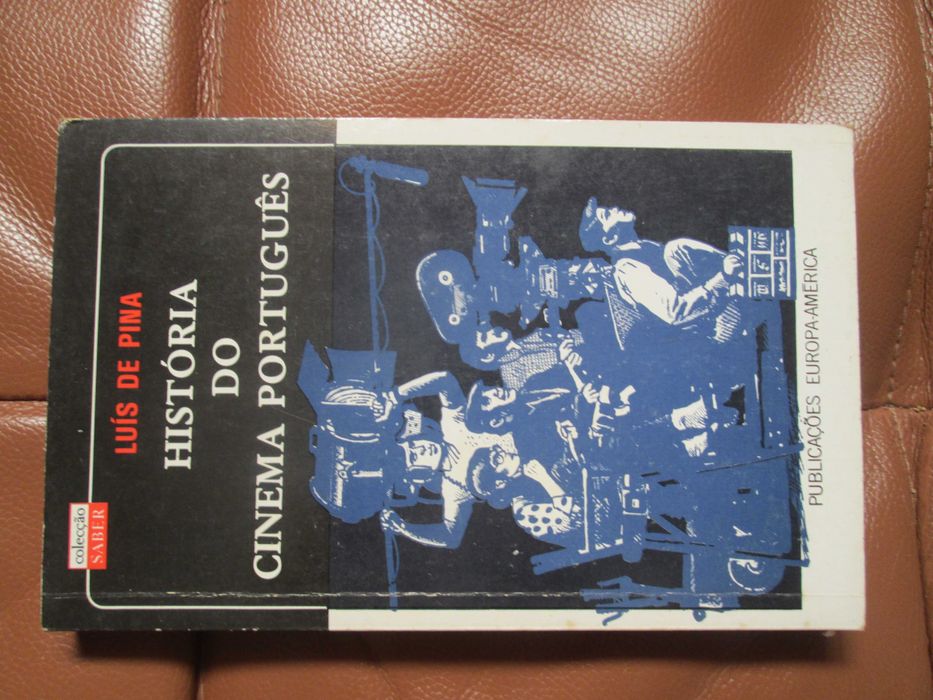 colecção
SABER
LUÍS DE PINA
HISTÓRIA
DO
CINEMA PORTUGUÊS
PUBLICAÇÕES EUROPA-AMÉRICA